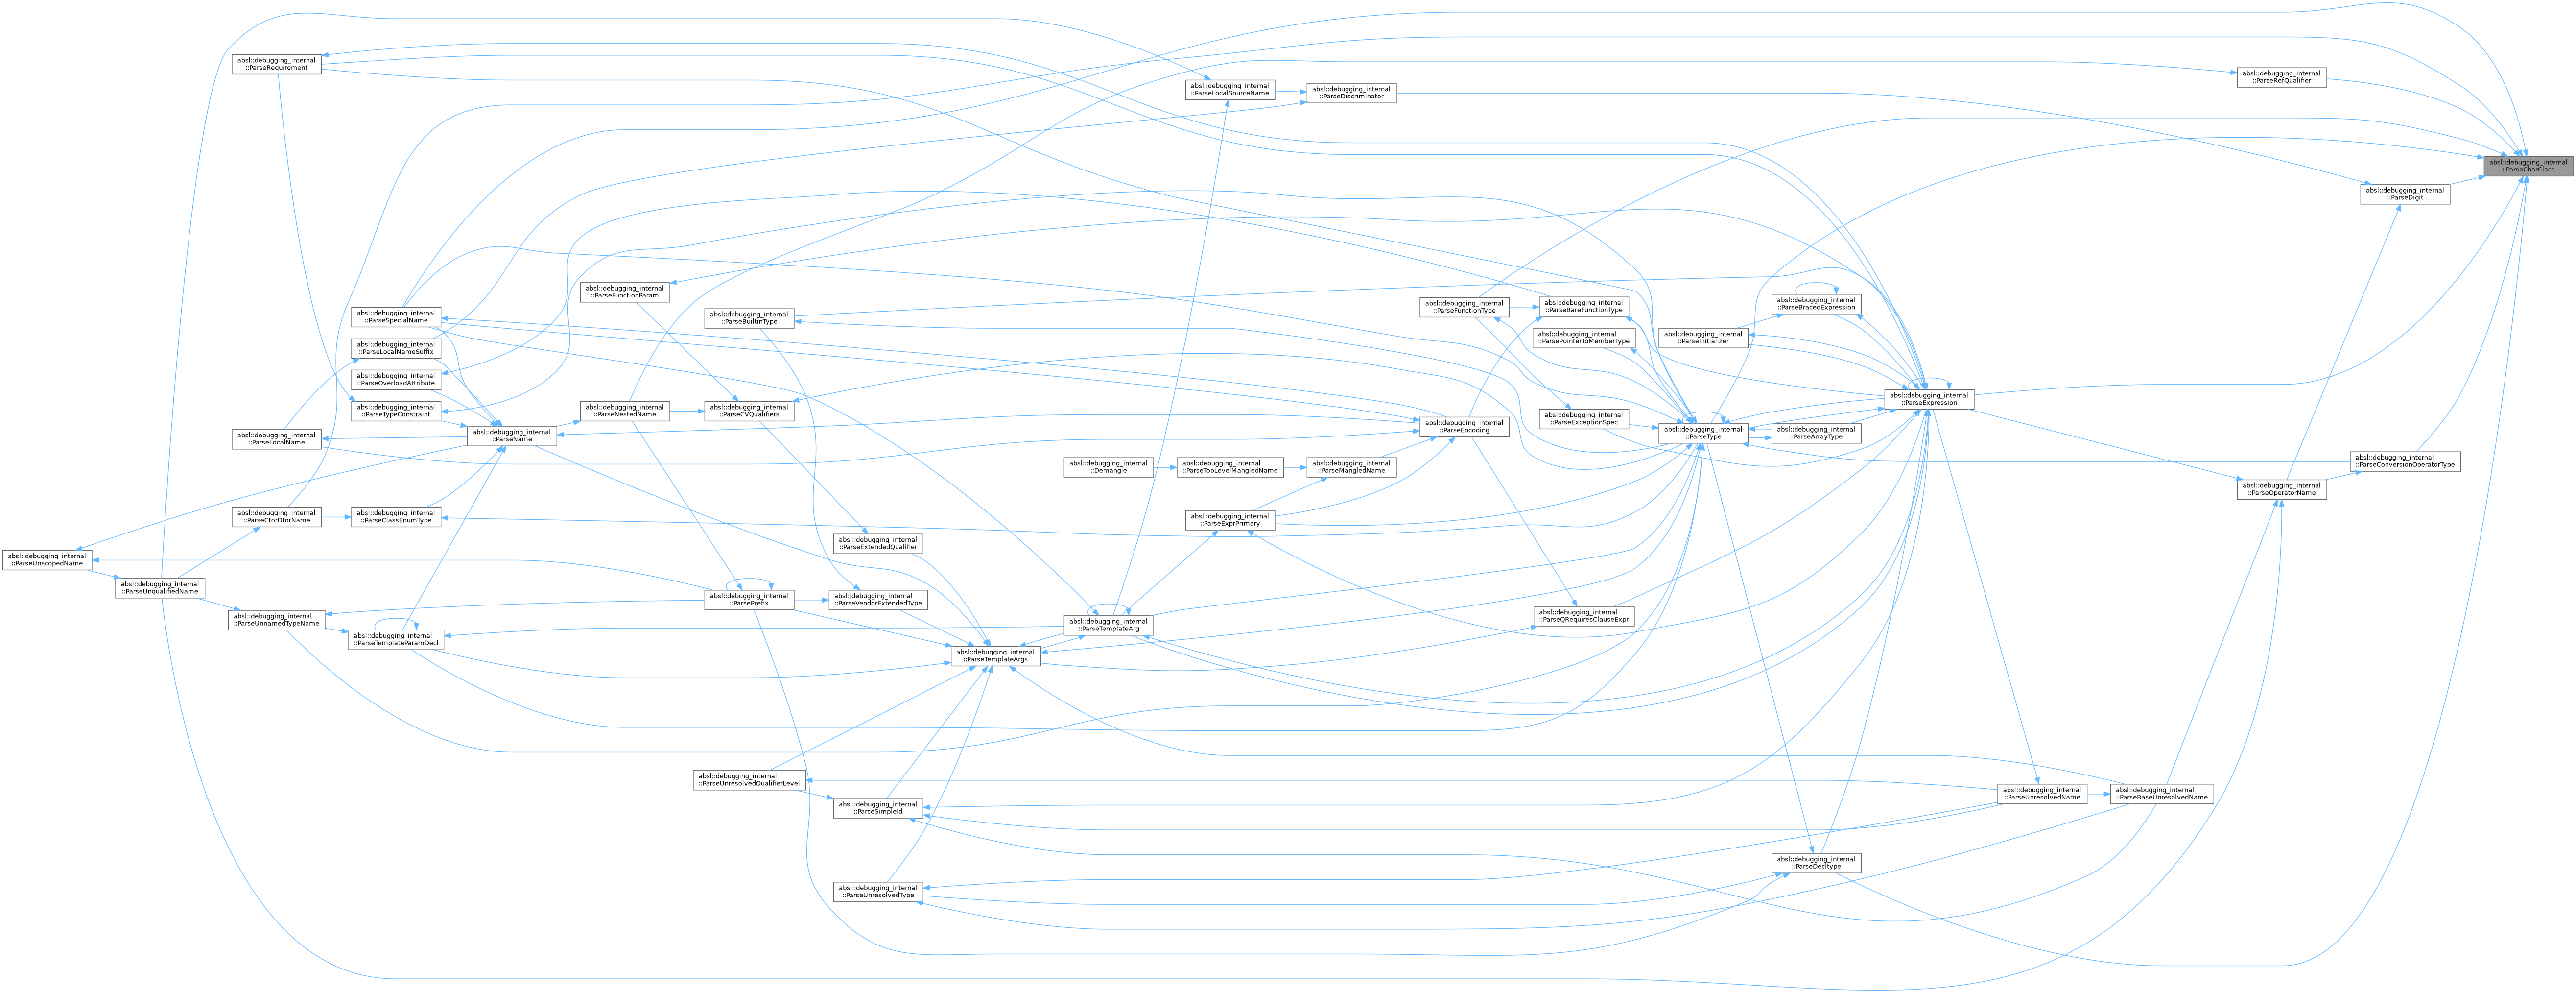 absl::debugging_internal
::ParseRequirement
absl::debugging_internal
::ParseRefQualifier
absl::debugging_internal
::ParseLocalSourceName
absl::debugging_internal
::ParseDiscriminator
absl::debugging_internal
::ParseCharClass
absl::debugging_internal
::ParseDigit
absl::debugging_internal
::ParseFunctionParam
absl::debugging_internal
::ParseFunctionType
absl::debugging_internal
::ParseBareFunctionType
absl::debugging_internal
::ParseBracedExpression
absl::debugging_internal
::ParseSpecialName
absl::debugging_internal
::ParseBuiltinType
absl::debugging_internal
::ParsePointerToMemberType
absl::debugging_internal
::ParseInitializer
absl::debugging_internal
::ParseLocalNameSuffix
absl::debugging_internal
::ParseOverloadAttribute
absl::debugging_internal
::ParseExpression
absl::debugging_internal
::ParseTypeConstraint
absl::debugging_internal
::ParseNestedName
absl::debugging_internal
::ParseCVQualifiers
absl::debugging_internal
::ParseExceptionSpec
absl::debugging_internal
::ParseLocalName
absl::debugging_internal
::ParseName
absl::debugging_internal
::ParseEncoding
absl::debugging_internal
::ParseType
absl::debugging_internal
::ParseArrayType
absl::debugging_internal
::Demangle
absl::debugging_internal
::ParseTopLevelMangledName
absl::debugging_internal
::ParseMangledName
absl::debugging_internal
::ParseConversionOperatorType
absl::debugging_internal
::ParseOperatorName
absl::debugging_internal
::ParseCtorDtorName
absl::debugging_internal
::ParseClassEnumType
absl::debugging_internal
::ParseExprPrimary
absl::debugging_internal
::ParseExtendedQualifier
absl::debugging_internal
::ParseUnscopedName
absl::debugging_internal
::ParseUnqualifiedName
absl::debugging_internal
::ParsePrefix
absl::debugging_internal
::ParseVendorExtendedType
absl::debugging_internal
::ParseUnnamedTypeName
absl::debugging_internal
::ParseQRequiresClauseExpr
absl::debugging_internal
::ParseTemplateParamDecl
absl::debugging_internal
::ParseTemplateArg
absl::debugging_internal
::ParseTemplateArgs
absl::debugging_internal
::ParseUnresolvedQualifierLevel
absl::debugging_internal
::ParseUnresolvedName
absl::debugging_internal
::ParseBaseUnresolvedName
absl::debugging_internal
::ParseSimpleId
absl::debugging_internal
::ParseDecltype
absl::debugging_internal
::ParseUnresolvedType